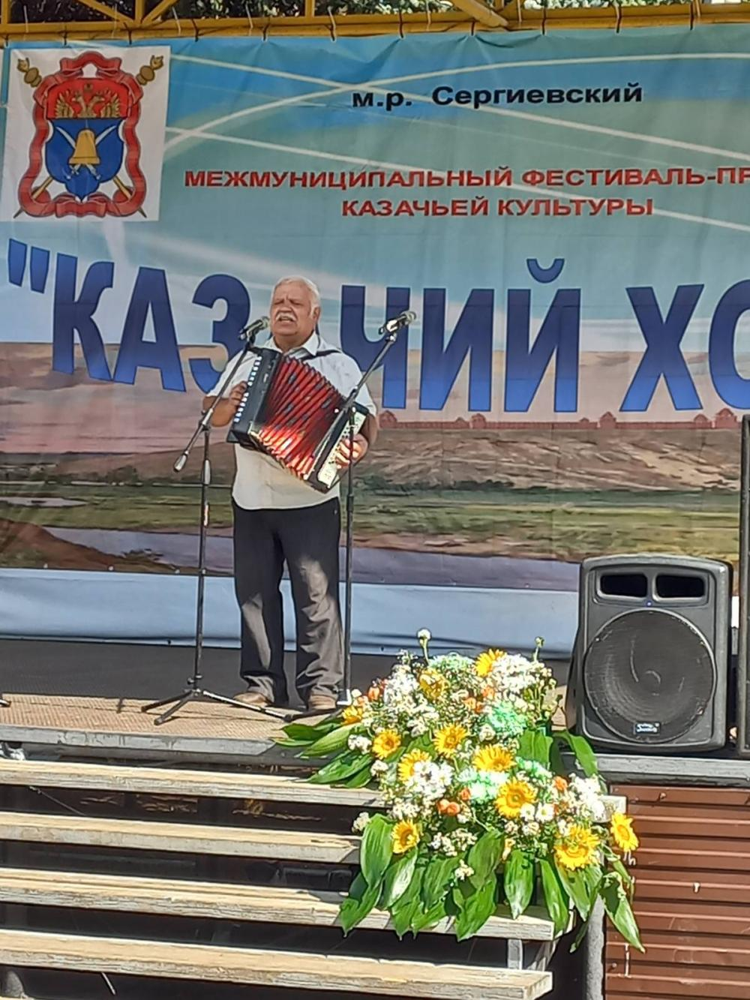 м.р. Сергиевский
МЕЖМУНИЦИПАЛЬНЫЙ ФЕСТИВАЛЬ-ПР
КАЗАЧЬЕЙ КУЛЬТУРЫ
"КАЗ ЧИЙ ХО